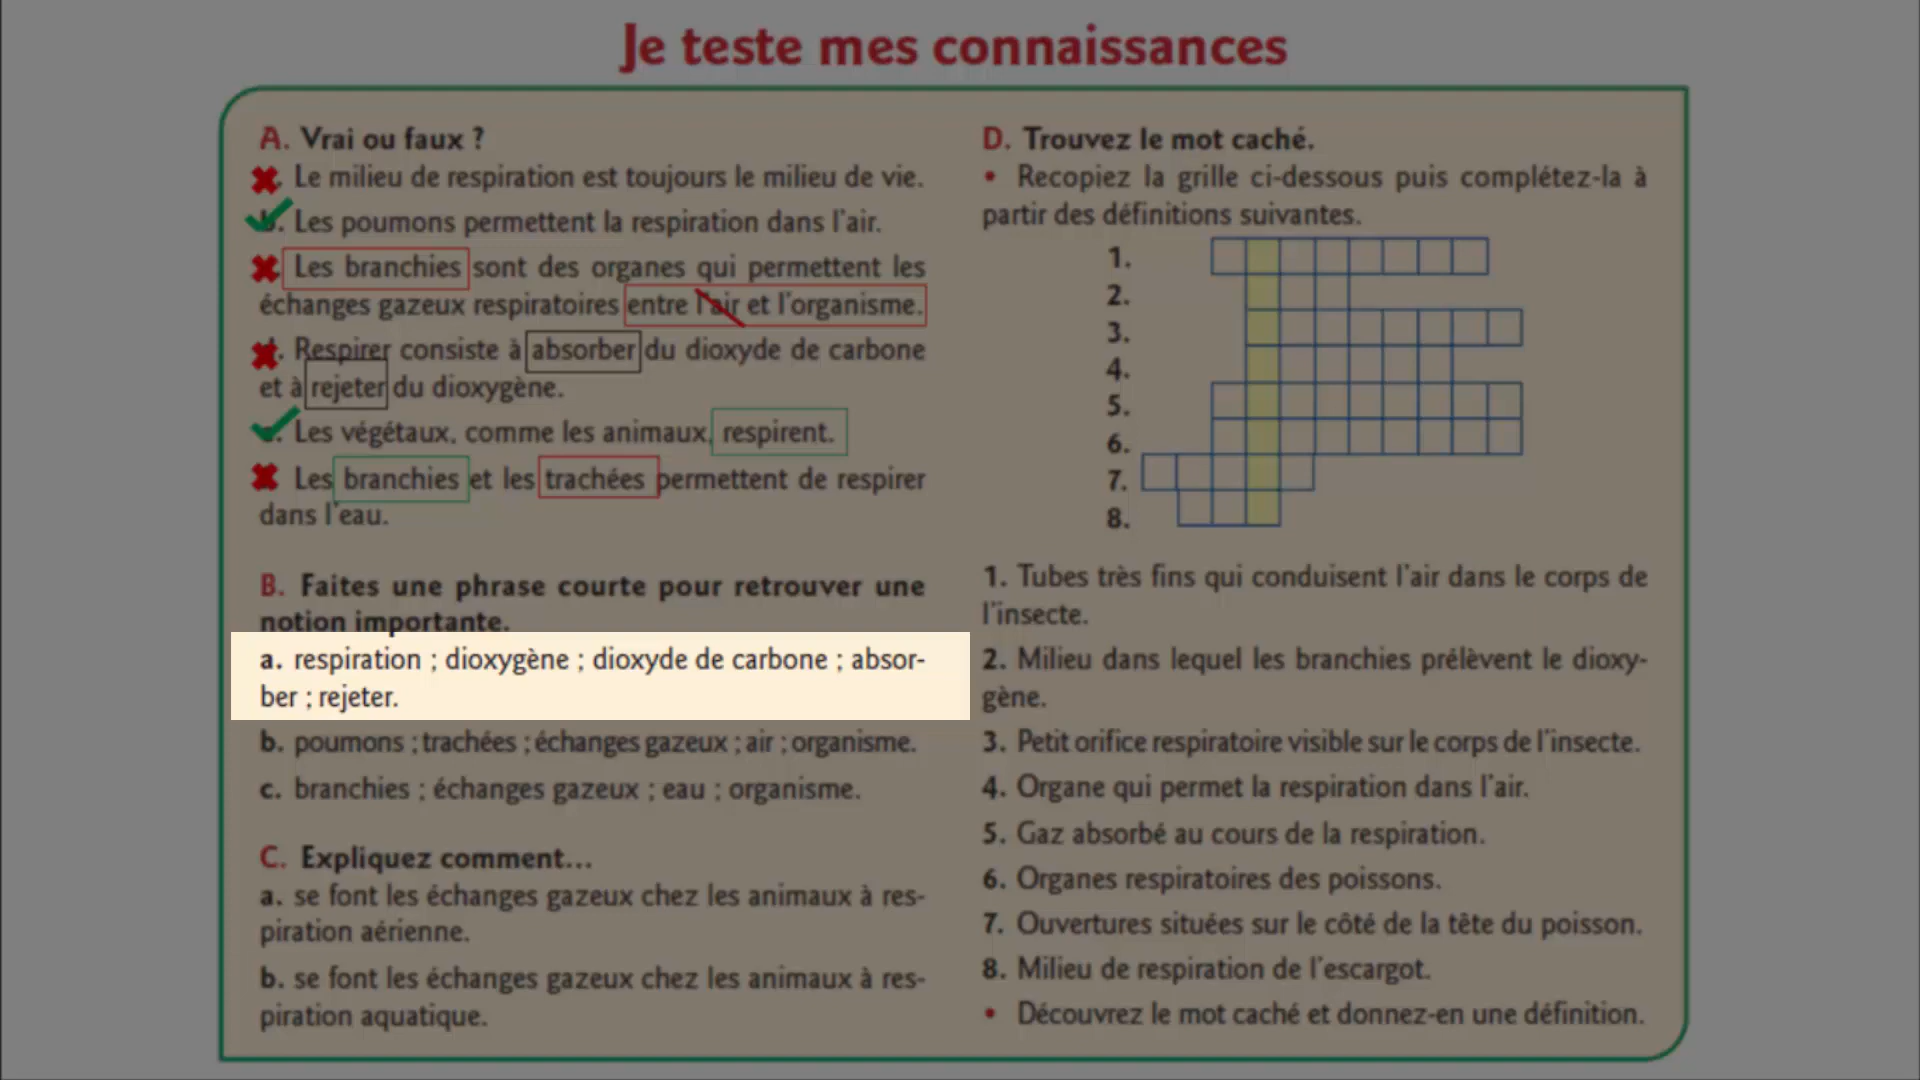 Je teste mes connaissances
A. Vrai ou faux ?
Le milieu de respiration est toujours le milieu de vie.
Les poumons permettent la respiration dans l'air.
Les branchies sont des organes qui permettent les
échanges gazeux respiratoires entre l'air et l'organisme.
Respirer consiste à absorber du dioxyde de carbone
et à rejeter du dioxygène.
Les végétaux, comme les animaux, respirent.
Les branchies et les trachées permettent de respirer
dans l'eau.
B. Faites une phrase courte pour retrouver une
notion importante.
a. respiration ; dioxygène ; dioxyde de carbone ; absor-
ber ; rejeter.
b. poumons ; trachées ; échanges gazeux ; air ; organisme.
c. branchies ; échanges gazeux ; eau ; organisme.
C. Expliquez comment...
a. se font les échanges gazeux chez les animaux à res-
piration aérienne.
b. se font les échanges gazeux chez les animaux à res-
piration aquatique.
D. Trouvez le mot caché.
• Recopiez la grille ci-dessous puis complétez-la à
partir des définitions suivantes.
1.
2.
3.
4.
5.
6.
7.
8.
1. Tubes très fins qui conduisent l'air dans le corps de
l'insecte.
2. Milieu dans lequel les branchies prélèvent le dioxy-
gène.
3. Petit orifice respiratoire visible sur le corps de l'insecte.
4. Organe qui permet la respiration dans l'air.
5. Gaz absorbé au cours de la respiration.
6. Organes respiratoires des poissons.
7. Ouvertures situées sur le côté de la tête du poisson.
8. Milieu de respiration de l'escargot.
• Découvrez le mot caché et donnez-en une définition.